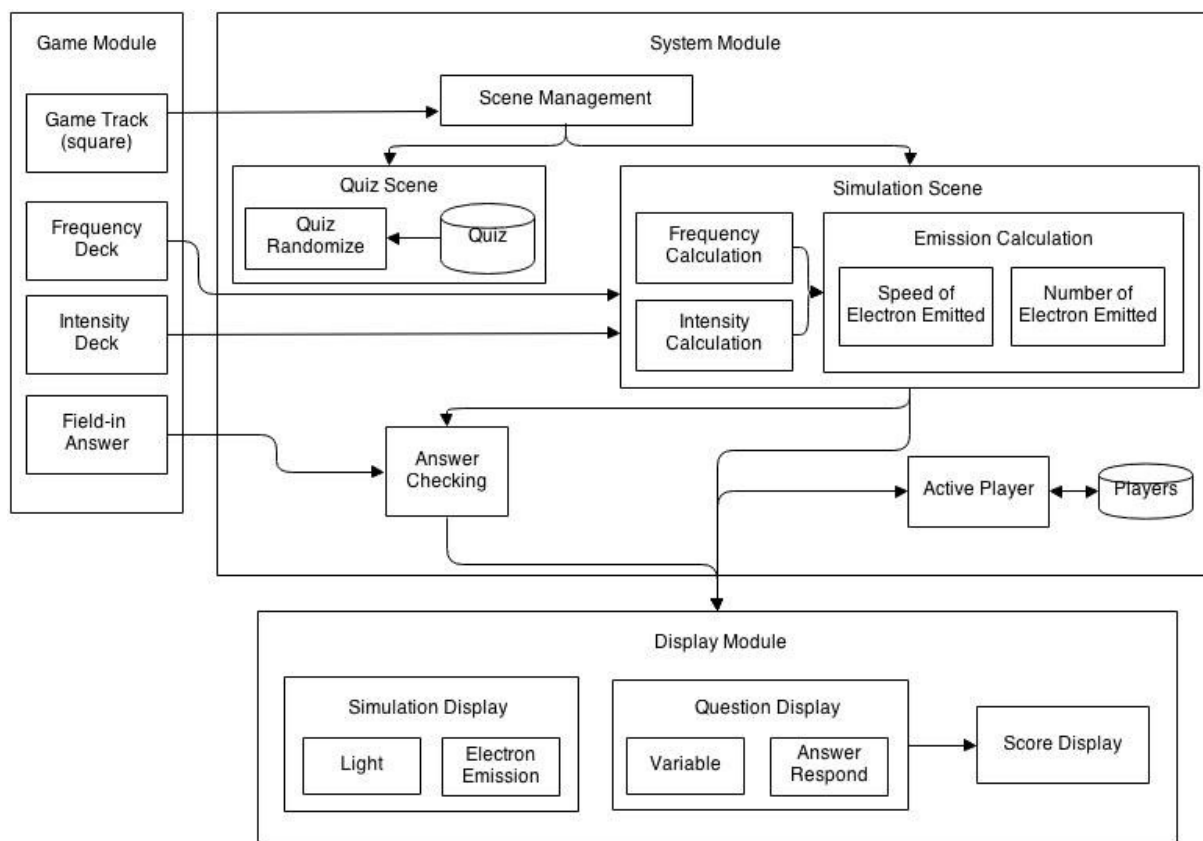 Game Module
Game Track
(square)
Frequency
Deck
Intensity
Deck
Field-in
Answer
System Module
Scene Management
Quiz Scene
Quiz
Randomize
Quiz
Simulation Scene
Frequency
Calculation
Intensity
Calculation
Emission Calculation
Speed of
Electron Emitted
Number of
Electron Emitted
Answer
Checking
Active Player
Players
Display Module
Simulation Display
Light
Electron
Emission
Question Display
Variable
Answer
Respond
Score Display